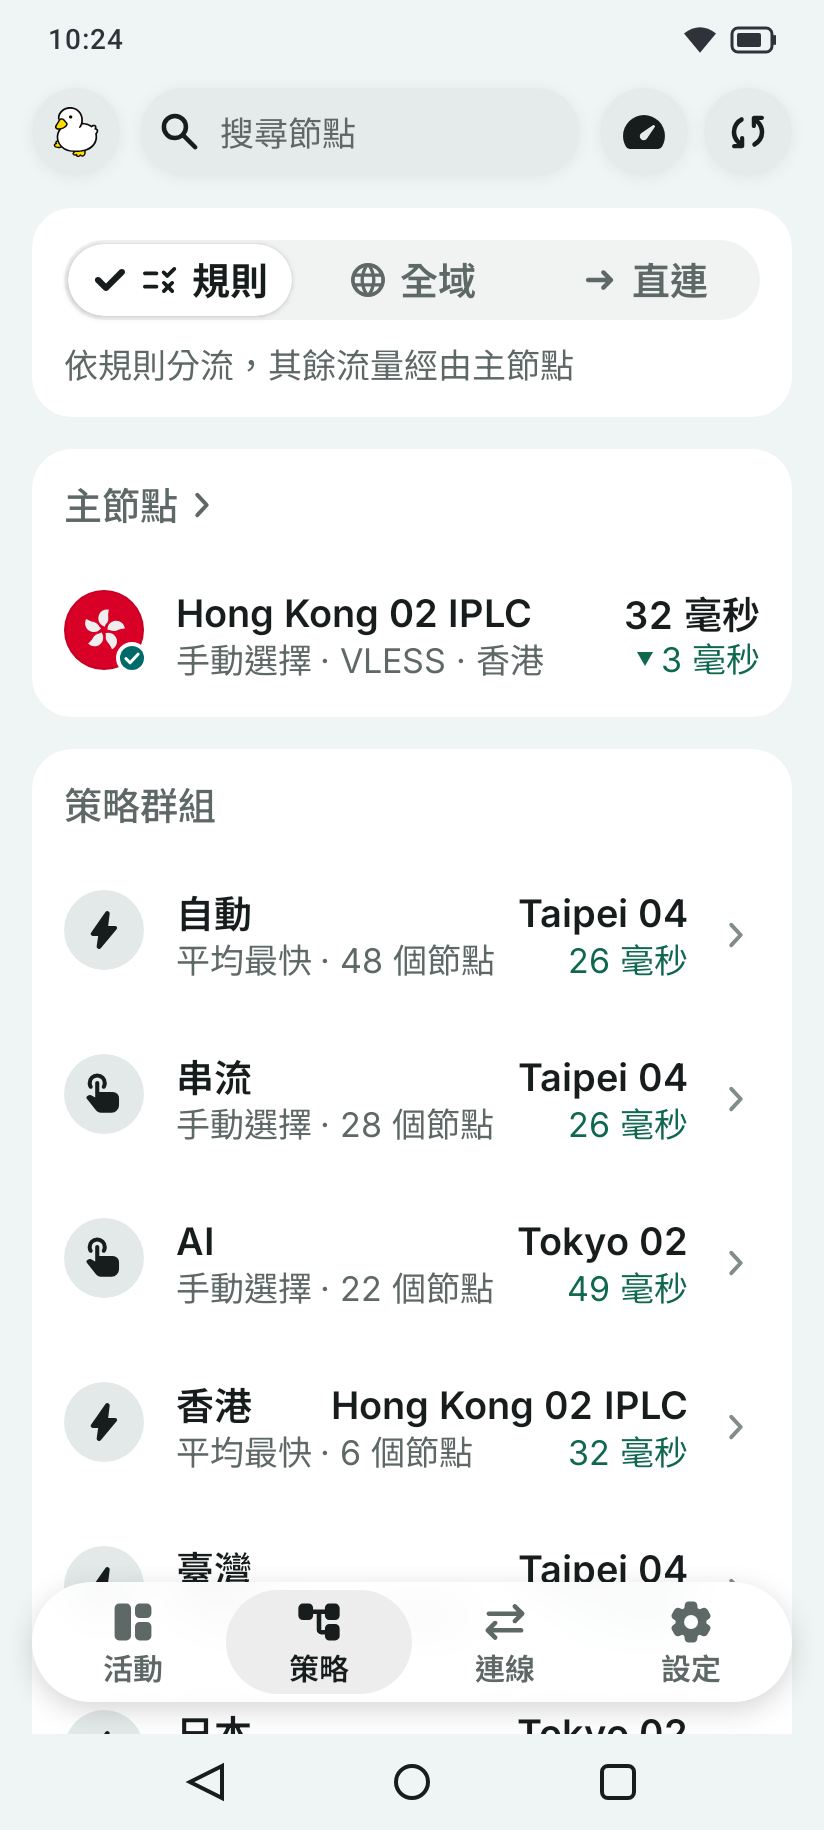 10:24
搜尋節點
規則
全域
直連
依規則分流，其餘流量經由主節點
主節點
Hong Kong 02 IPLC
32 毫秒
手動選擇 · VLESS · 香港
▼3 毫秒
策略群組
自動
Taipei 04
平均最快 · 48 個節點
26 毫秒
串流
Taipei 04
手動選擇 · 28 個節點
26 毫秒
AI
Tokyo 02
手動選擇 · 22 個節點
49 毫秒
香港
Hong Kong 02 IPLC
平均最快 · 6 個節點
32 毫秒
臺灣
Taipei 04
活動
策略
連線
設定
日本
Tokyo 02